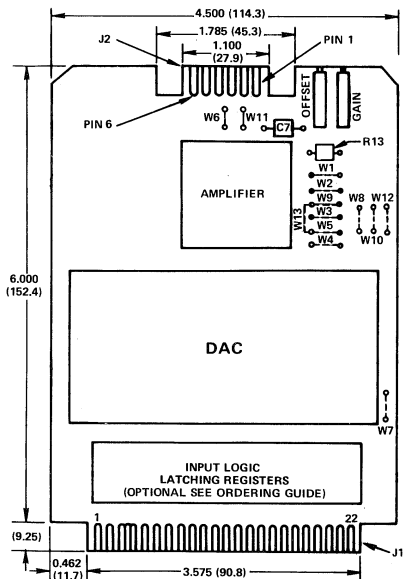 4.500 (114.3)
1.785 (45.3)
J2
1.100
(27.9)
PIN 1
PIN 6
OFFSET
GAIN
W6
W11
C7
R13
AMPLIFIER
W1
W2
W9
W3
W5
W4
W13
W8
W12
W10
6.000
(152.4)
DAC
W7
INPUT LOGIC
LATCHING REGISTERS
(OPTIONAL SEE ORDERING GUIDE)
1
22
(9.25)
J1
0.462
(11.7)
3.575 (90.8)